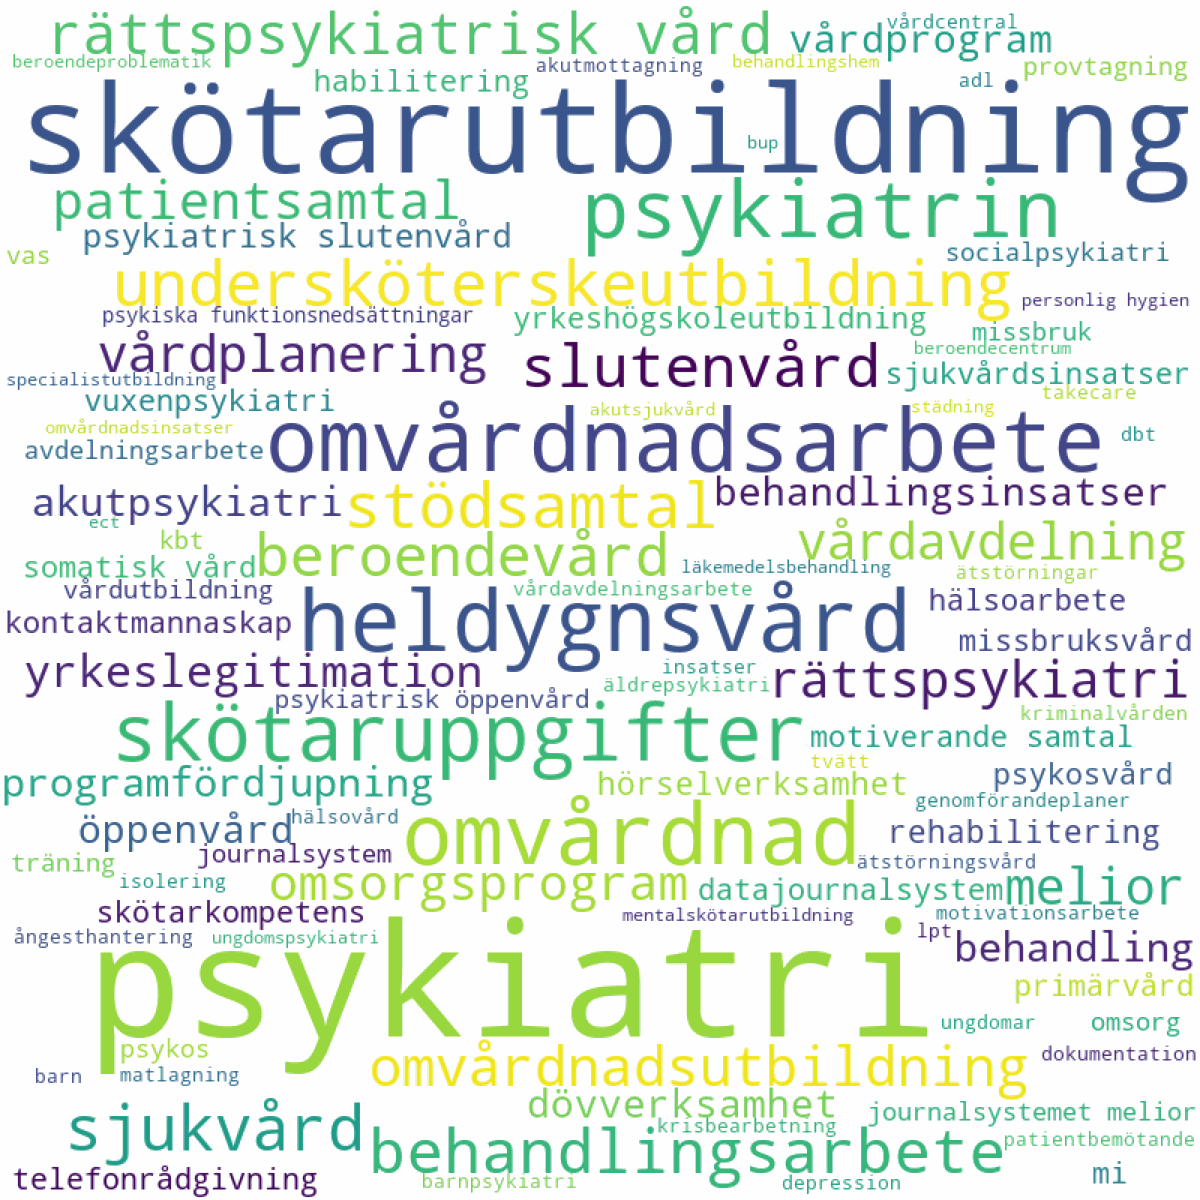 vårdcentral
rättspsykiatrisk vård
vårdprogram
beroendeproblematik
akutmottagning
behandlingshem
provtagning
habilitering
adl
skötarutbildning
bup
patientsamtal
psykiatrin
psykiatrisk slutenvård
socialpsykiatri
vas
undersköterskeutbildning
personlig hygien
psykiska funktionsnedsättningar
yrkeshögskoleutbildning
missbruk
vårdplanering
beroendecentrum
slutenvård
sjukvårdsinsatser
specialistutbildning
takecare
vuxenpsykiatri
akutsjukvård
städning
omvårdnadsinsatser
omvårdnadsarbete
dbt
avdelningsarbete
behandlingsinsatser
akutpsykiatri
stödsamtal
ect
kbt
vårdavdelning
beroendevård
somatisk vård
läkemedelsbehandling
ätstörningar
vårdutbildning
vårdavdelningsarbete
hälsoarbete
heldygnsvård
kontaktmannaskap
missbruksvård
insatser
yrkeslegitimation
äldrepsykiatri
rättspsykiatri
psykiatrisk öppenvård
kriminalvården
skötaruppgifter
motiverande samtal
tvätt
programfördjupning
hörselverksamhet
psykosvård
genomförandeplaner
hälsovård
öppenvård
omvårdnad
rehabilitering
journalsystem
träning
ätstörningsvård
isolering
omsorgsprogram
datajournalsystem
melior
skötarkompetens
mentalskötarutbildning
motivationsarbete
lpt
ångesthantering
ungdomspsykiatri
behandling
psykiatri
primärvård
ungdomar
omsorg
psykos
dokumentation
barn
matlagning
omvårdnadsutbildning
dövverksamhet
journalsystemet melior
krisbearbetning
sjukvård
behandlingsarbete
patientbemötande
mi
telefonrådgivning
barnpsykiatri
depression